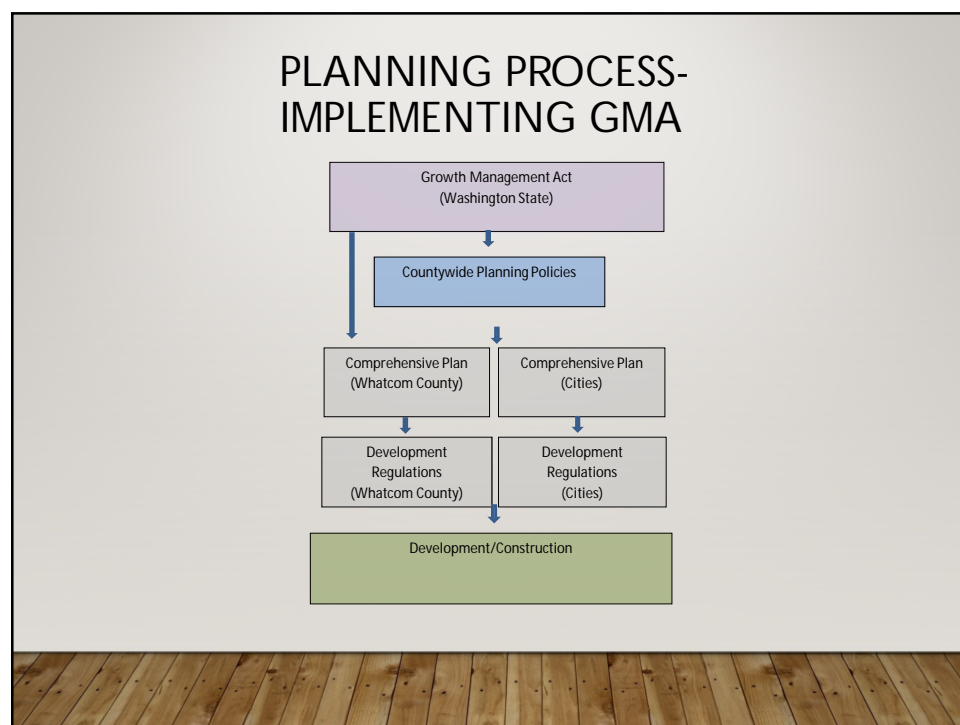 PLANNING PROCESS-
IMPLEMENTING GMA
Growth Management Act
(Washington State)
Countywide Planning Policies
Comprehensive Plan
(Whatcom County)
Comprehensive Plan
(Cities)
Development
Regulations
(Whatcom County)
Development
Regulations
(Cities)
Development/Construction